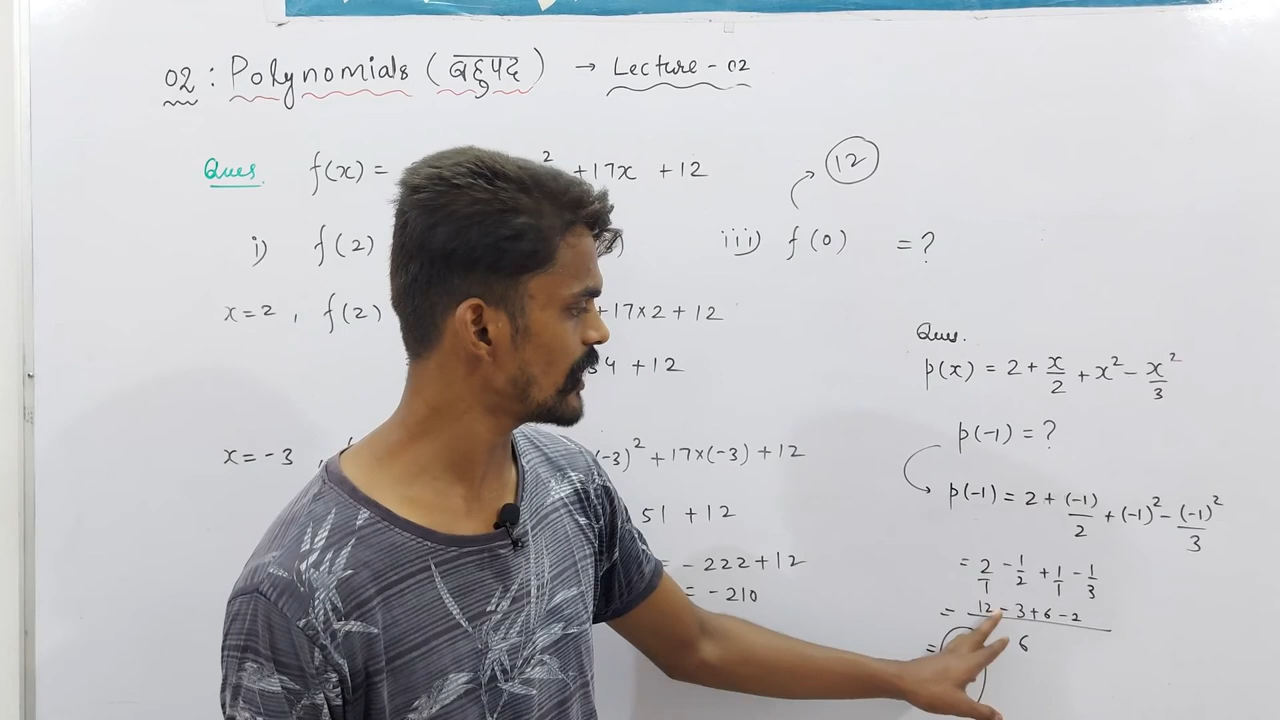 02 : Polynomials (बहुपद) → Lecture - 02
Ques. f(x) = ² +17x +12
12
i) f(2) ) iii) f(0) = ?
x=2 , f(2) +17×2+12
34 +12
x= -3 , (-3)² +17×(-3) +12
51 +12
= -222+12
= -210
Ques.
p(x) = 2 + x/2 + x² - x²/3
p(-1) = ?
p(-1) = 2 + (-1)/2 + (-1)² - (-1)²/3
= 2/1 - 1/2 + 1/1 - 1/3
= 12 - 3 + 6 - 2
6
=